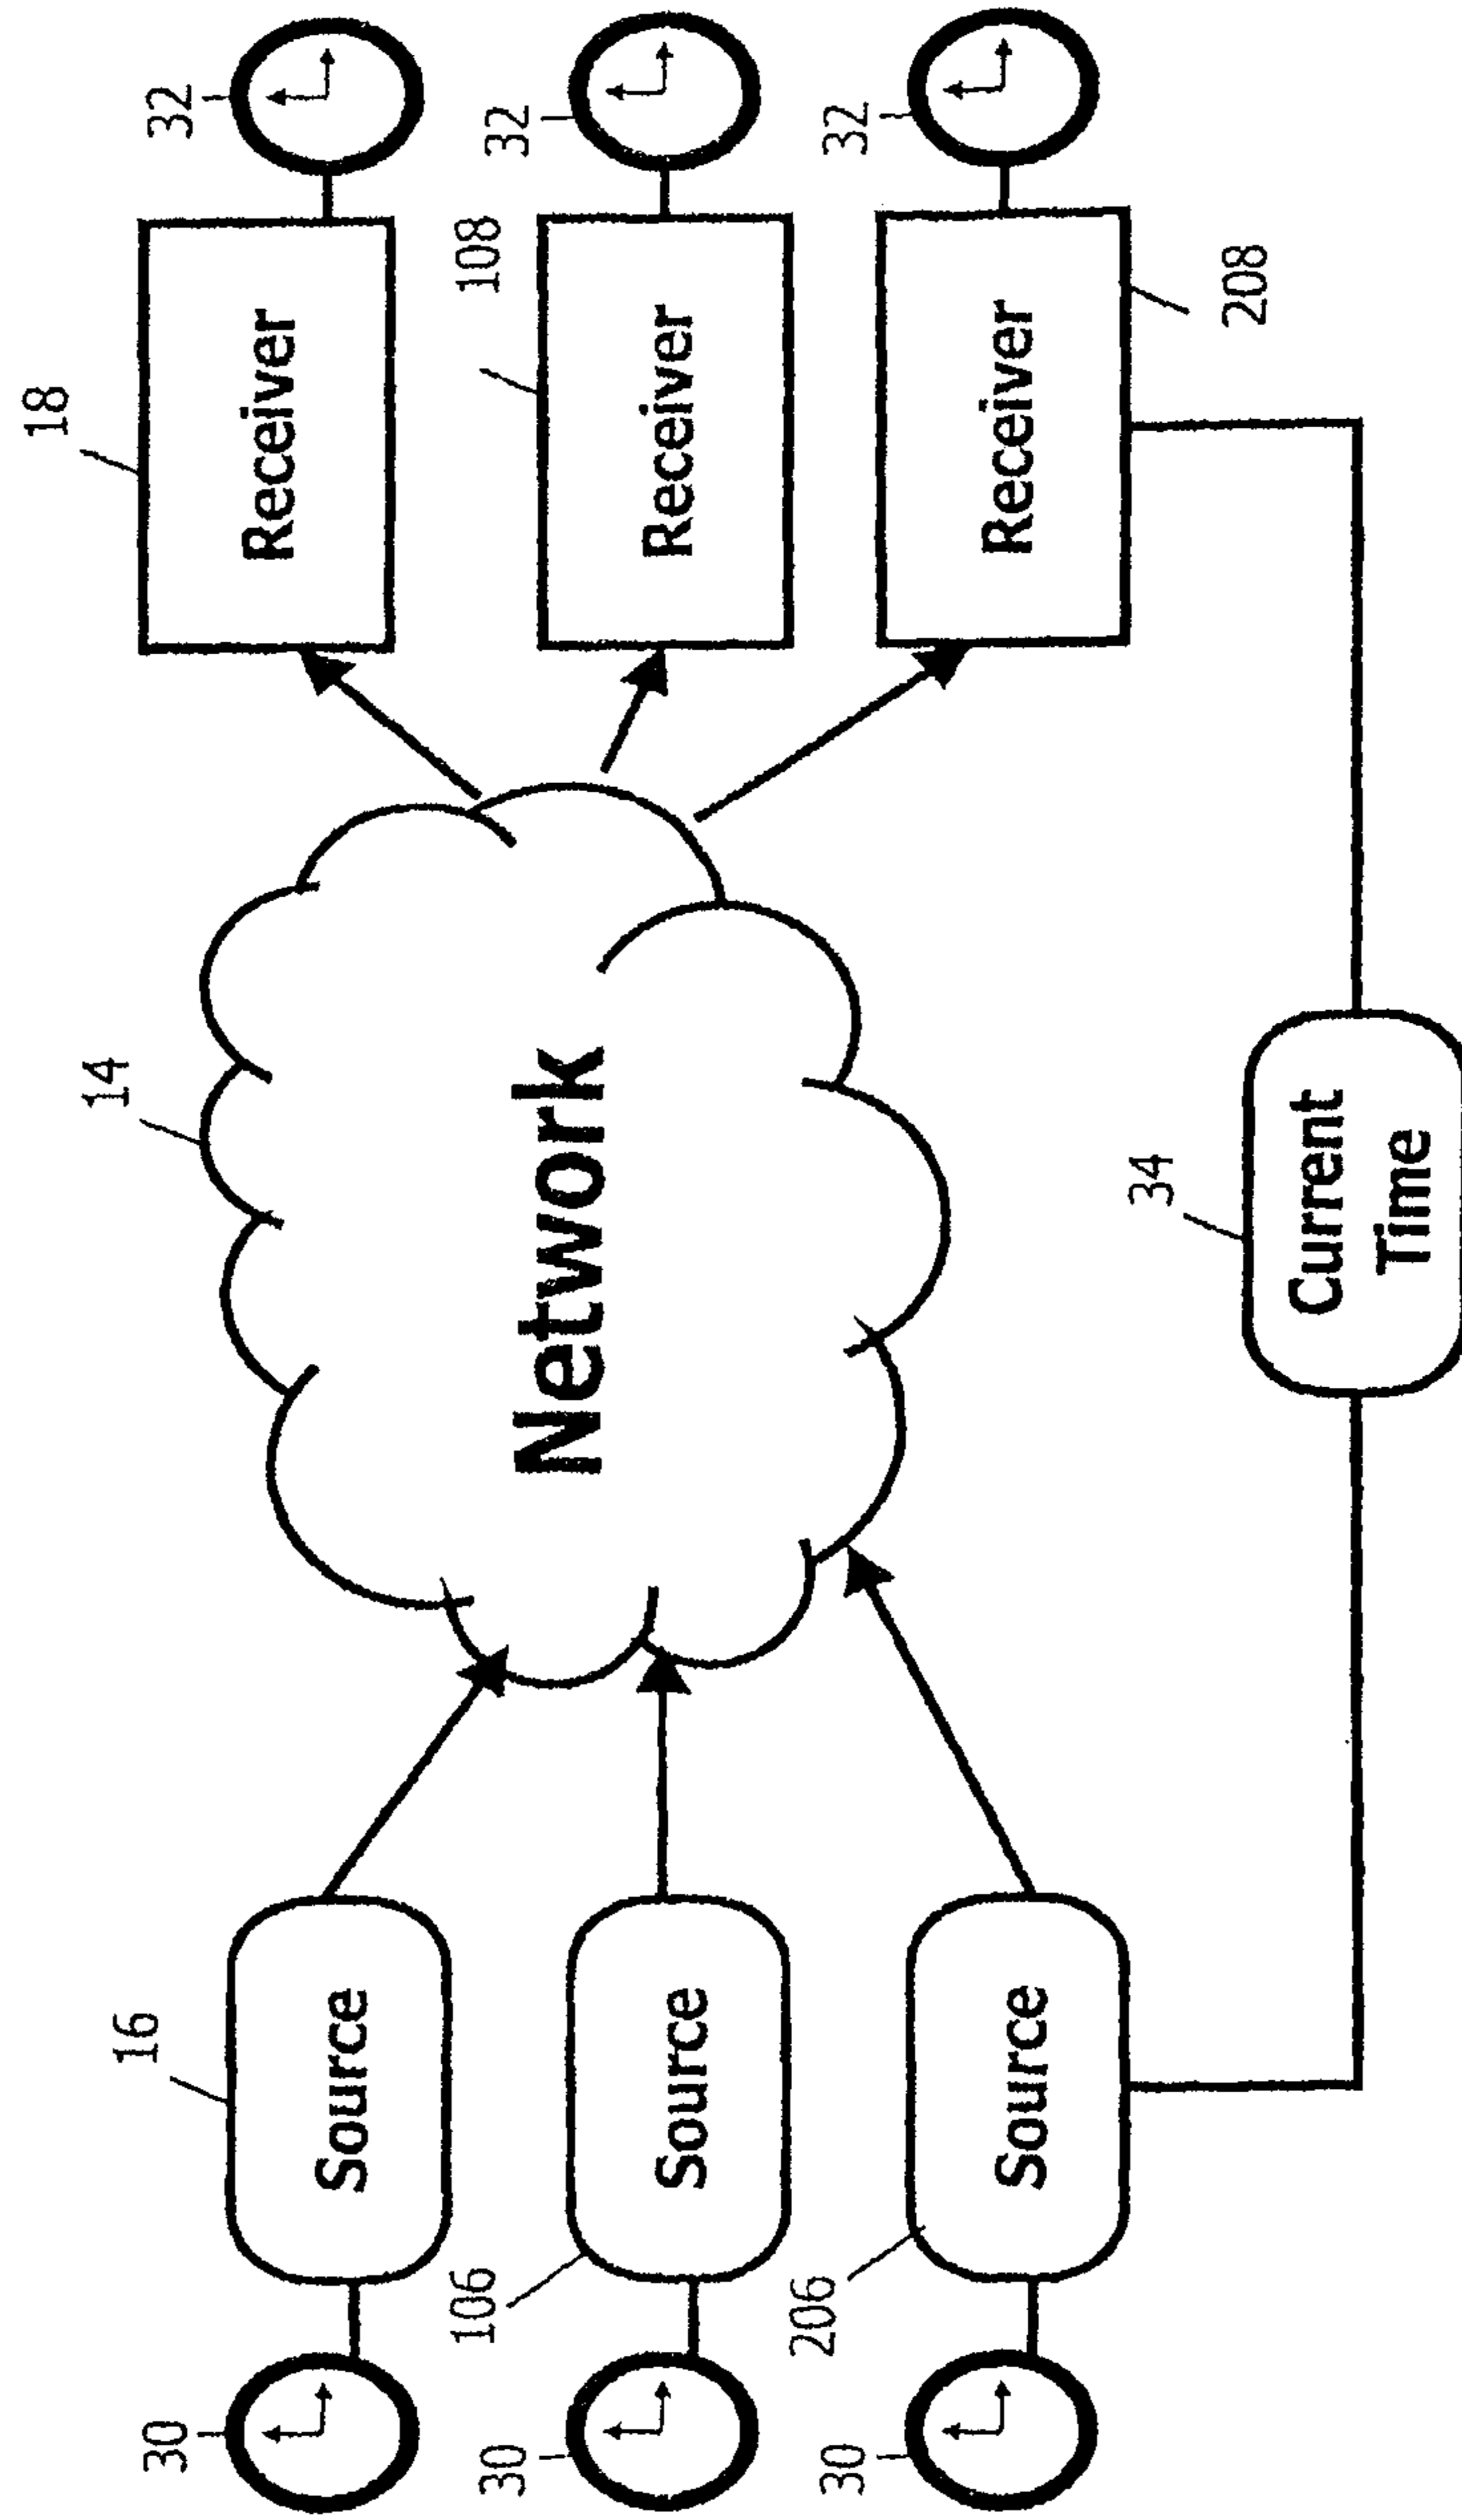 30
16
14
18
32
Source
Network
Receiver
30
106
108
32
Source
Receiver
30
206
32
Source
Receiver
208
34
Current
Time